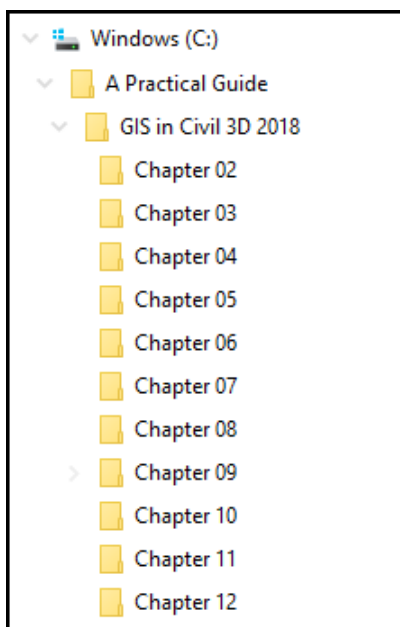 Windows (C:)
A Practical Guide
GIS in Civil 3D 2018
Chapter 02
Chapter 03
Chapter 04
Chapter 05
Chapter 06
Chapter 07
Chapter 08
Chapter 09
Chapter 10
Chapter 11
Chapter 12